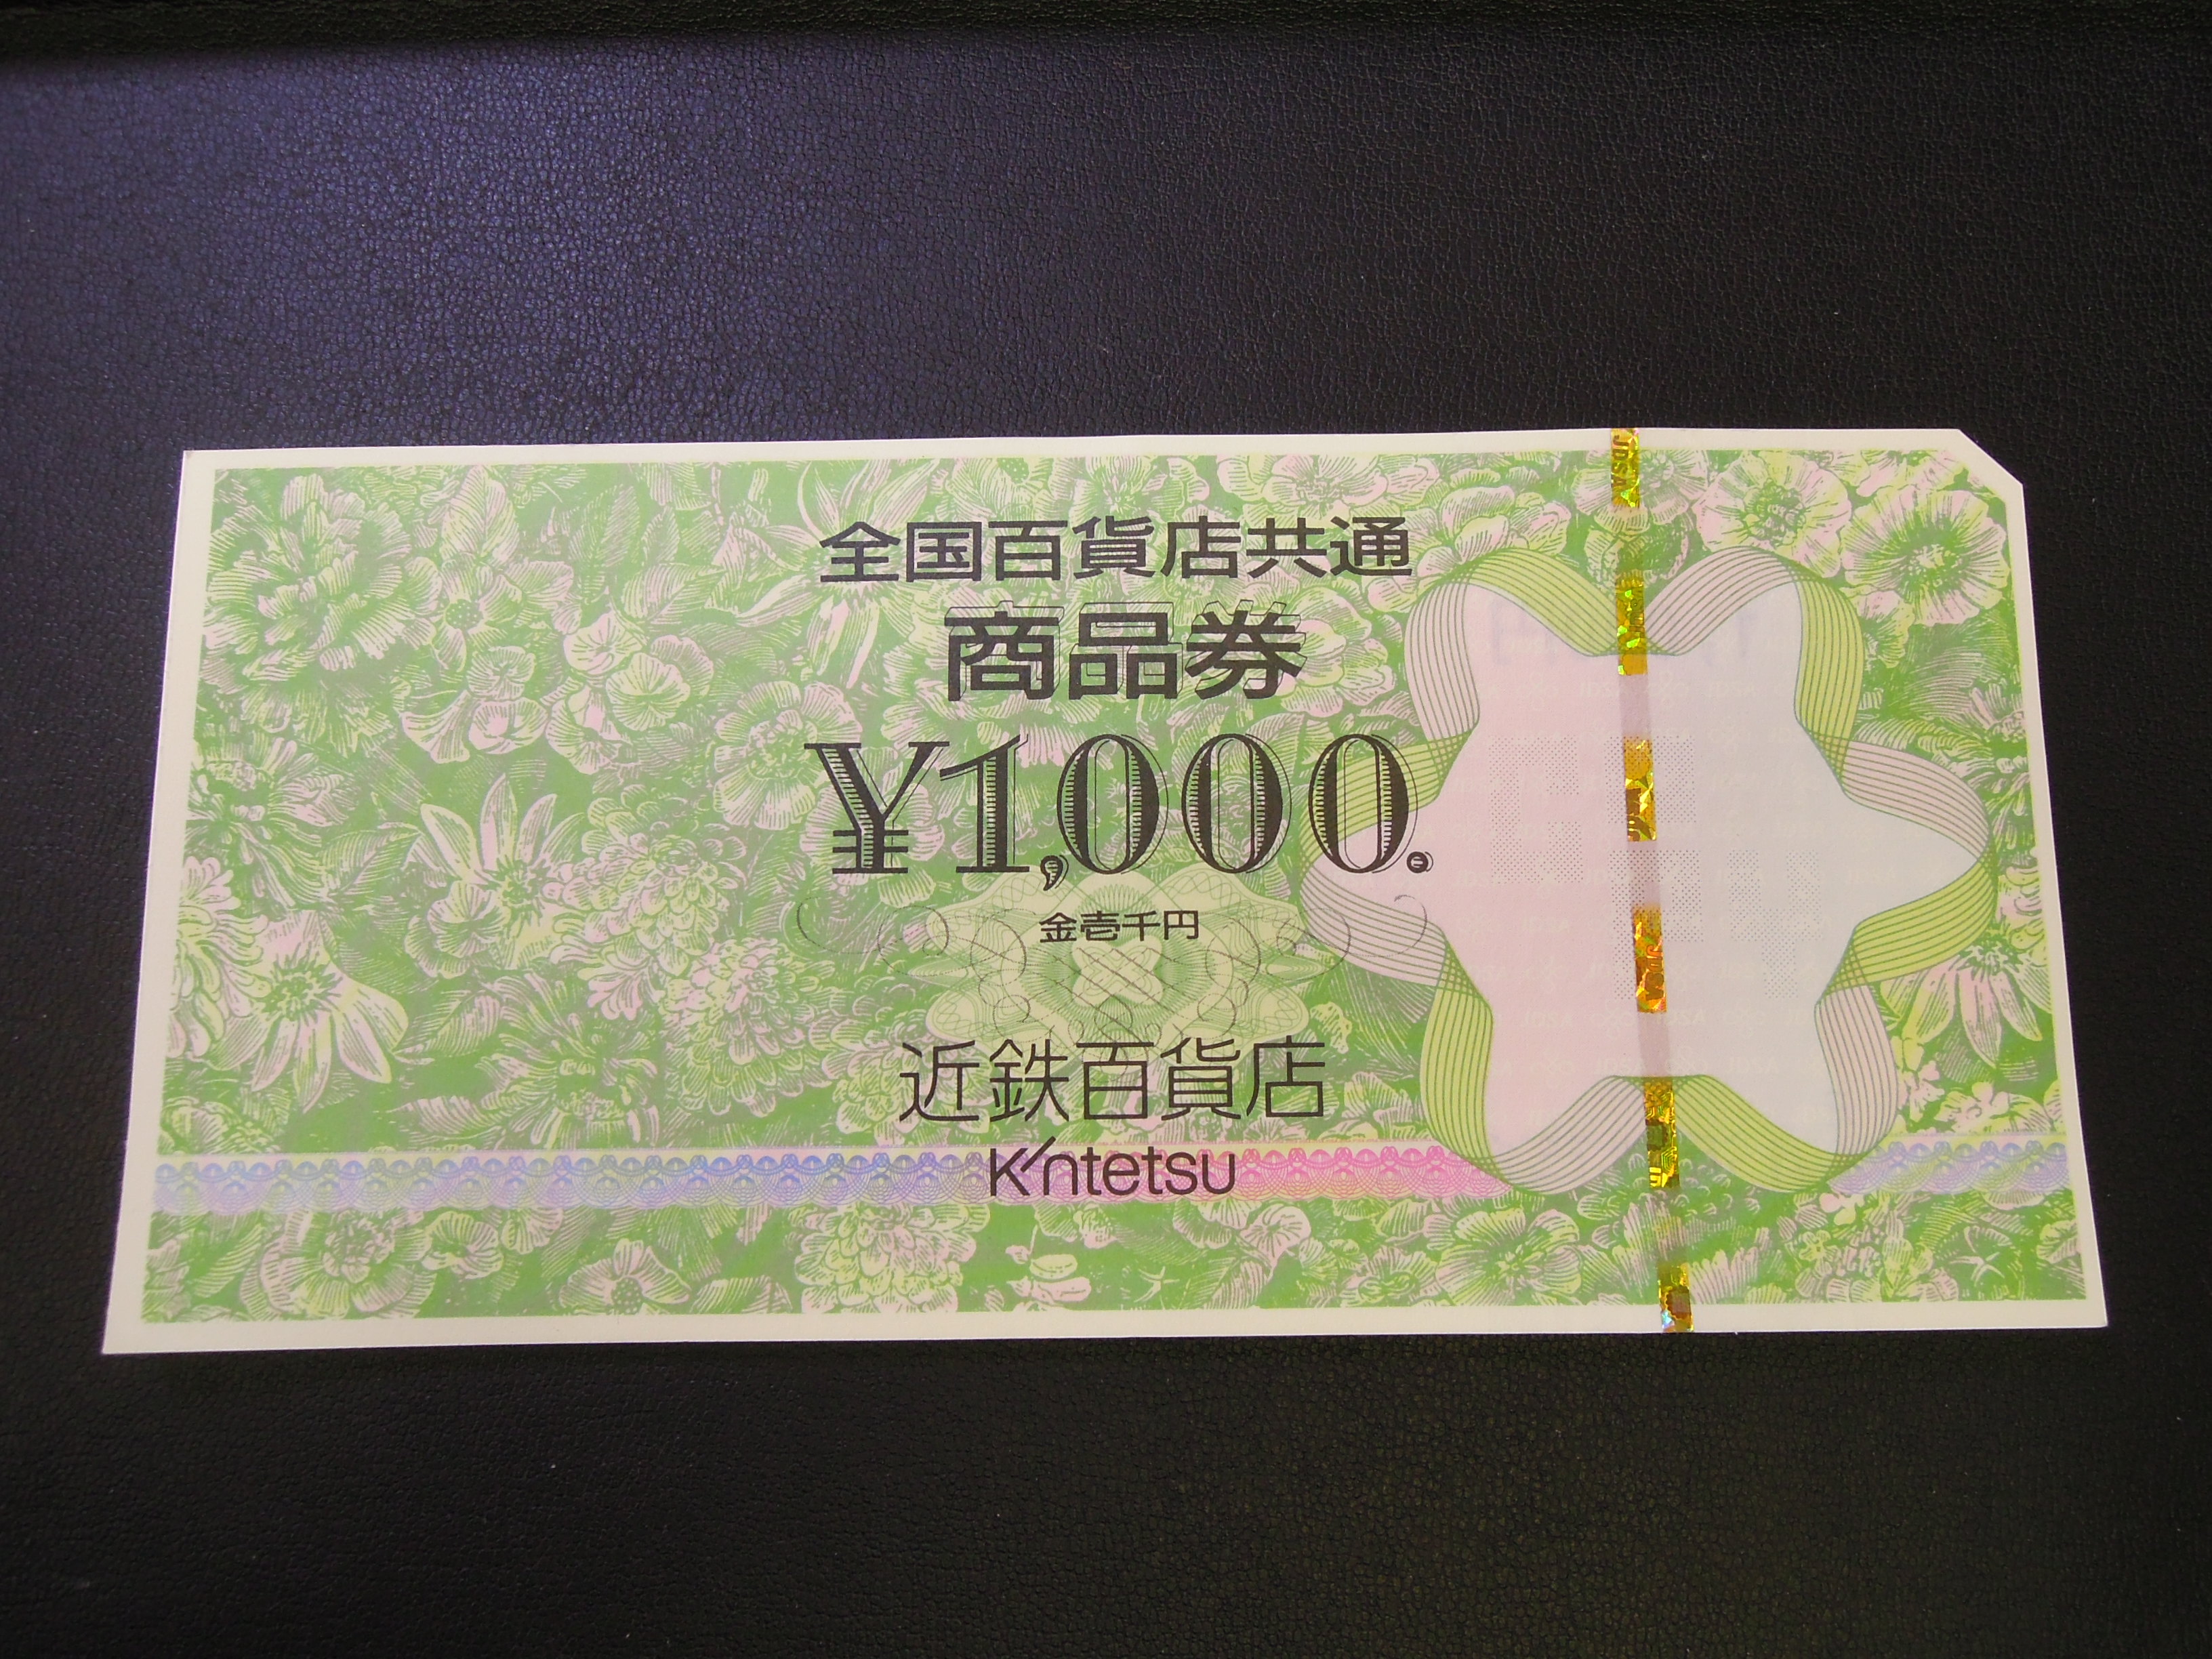 全国百貨店共通
商品券
¥1,000.
金壱千円
近鉄百貨店
Kintetsu